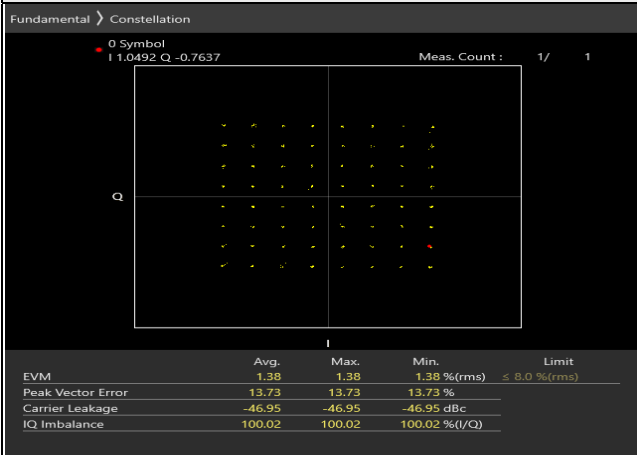 Fundamental ❭ Constellation
0 Symbol
I 1.0492 Q -0.7637
Meas. Count : 1/ 1
Q
I
Avg. Max. Min. Limit
EVM 1.38 1.38 1.38 %(rms) ≤ 8.0 %(rms)
Peak Vector Error 13.73 13.73 13.73 %
Carrier Leakage -46.95 -46.95 -46.95 dBc
IQ Imbalance 100.02 100.02 100.02 %(I/Q)